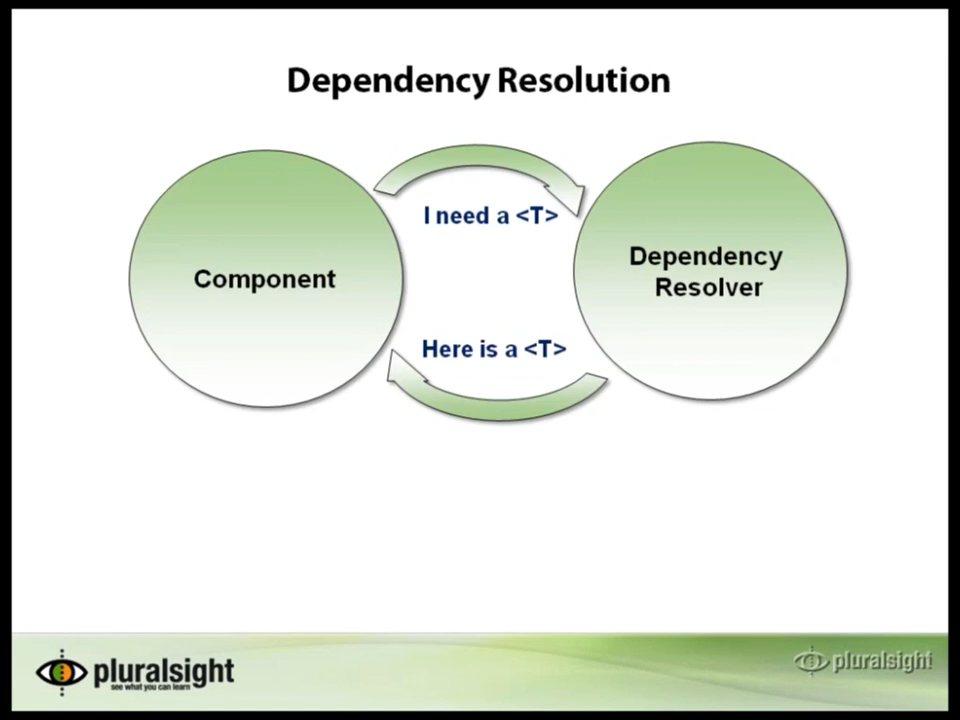 Dependency Resolution
I need a <T>
Component
Dependency
Resolver
Here is a <T>
pluralsight
see what you can learn
pluralsight